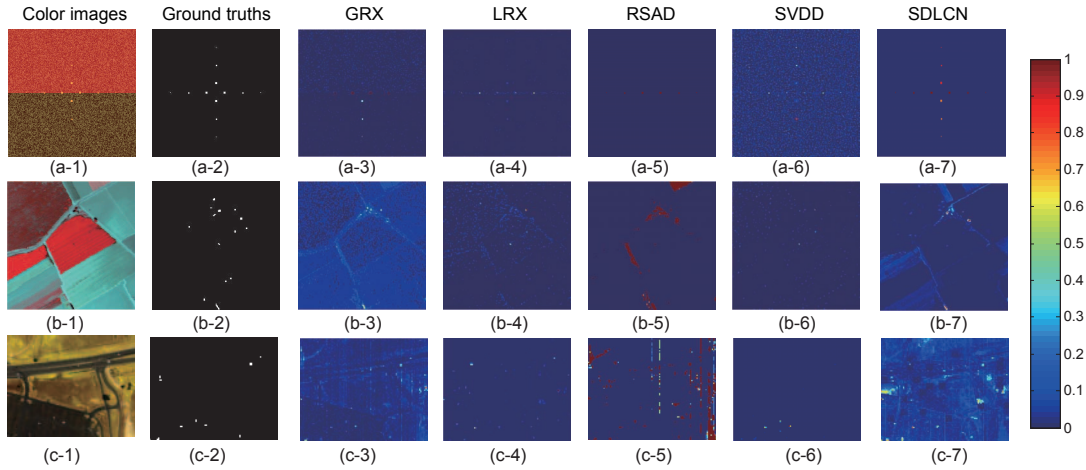 Color images Ground truths GRX LRX RSAD SVDD SDLCN
(a-1) (a-2) (a-3) (a-4) (a-5) (a-6) (a-7)
(b-1) (b-2) (b-3) (b-4) (b-5) (b-6) (b-7)
(c-1) (c-2) (c-3) (c-4) (c-5) (c-6) (c-7)
1
0.9
0.8
0.7
0.6
0.5
0.4
0.3
0.2
0.1
0